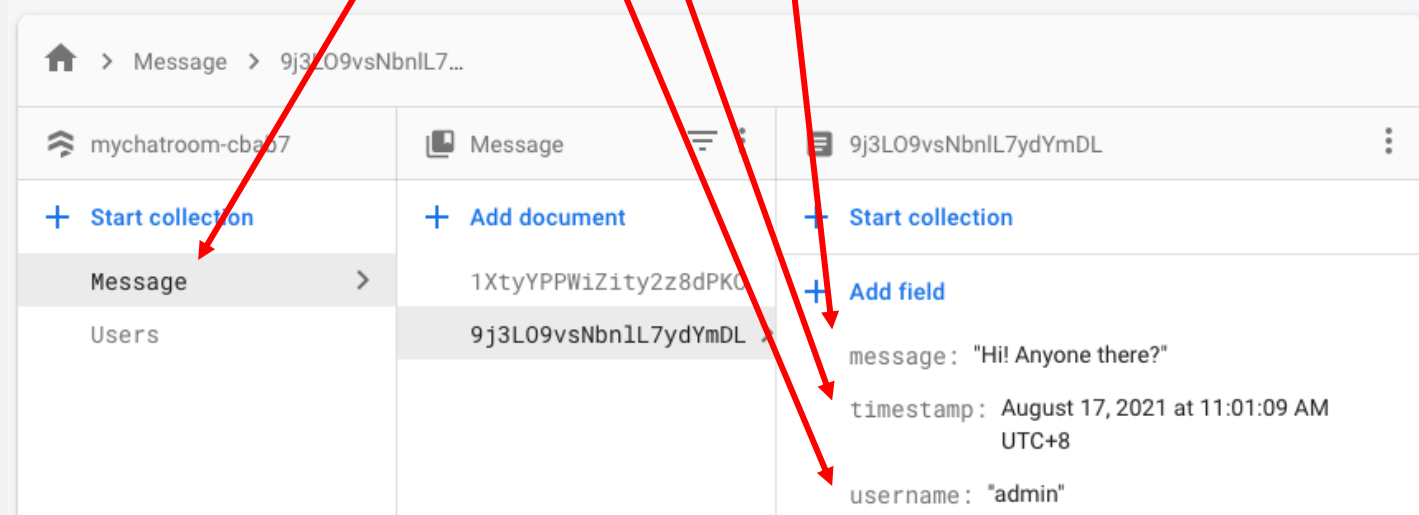 Message 9j3LO9vsNbnlL7…
mychatroom-cbab7
Message
9j3LO9vsNbnlL7ydYmDL
Start collection
Add document
Start collection
Message
Users
1XtyYPPWiZity2z8dPKO
9j3LO9vsNbnlL7ydYmDL
Add field
message: "Hi! Anyone there?"
timestamp: August 17, 2021 at 11:01:09 AM
UTC+8
username: "admin"